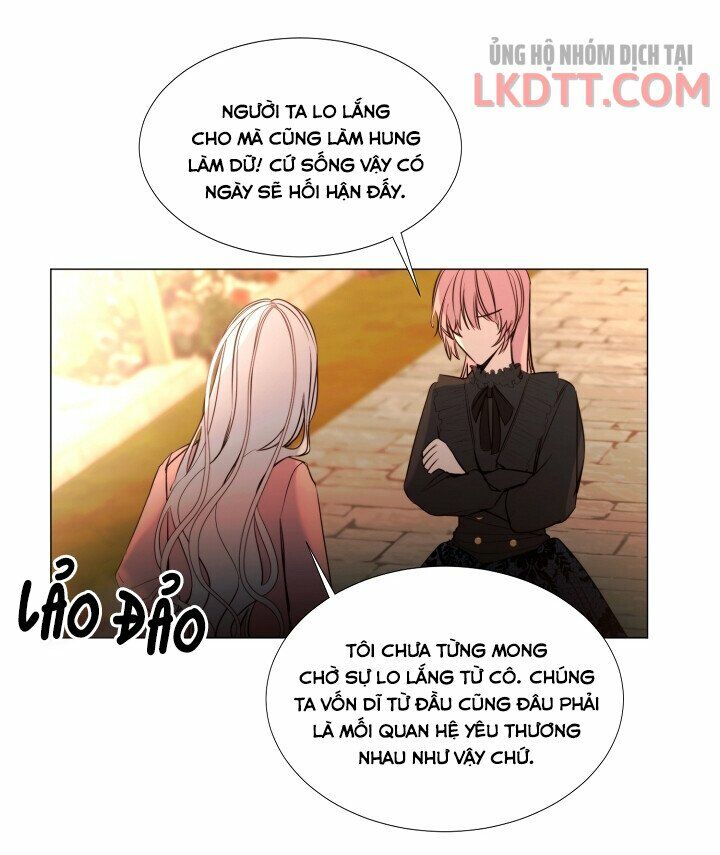 ỦNG HỘ NHÓM DỊCH TẠI
LKDTT.COM
NGƯỜI TA LO LẮNG
CHO MÀ CŨNG LÀM HUNG
LÀM DỮ! CỨ SỐNG VẬY CÓ
NGÀY SẼ HỐI HẬN ĐẤY.
LẢO ĐẢO
TÔI CHƯA TỪNG MONG
CHỜ SỰ LO LẮNG TỪ CÔ. CHÚNG
TA VỐN DĨ TỪ ĐẦU CŨNG ĐÂU PHẢI
LÀ MỐI QUAN HỆ YÊU THƯƠNG
NHAU NHƯ VẬY CHỨ.